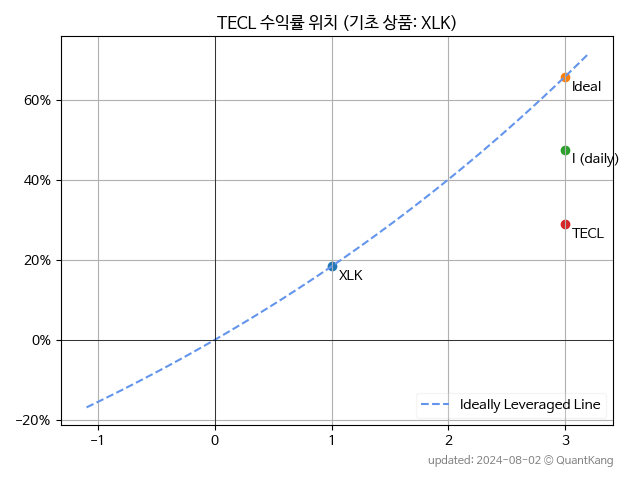 TECL 수익률 위치 (기초 상품: XLK)
60%
40%
20%
0%
−20%
Ideal
I (daily)
TECL
XLK
Ideally Leveraged Line
−1
0
1
2
3
updated: 2024-08-02 © QuantKang